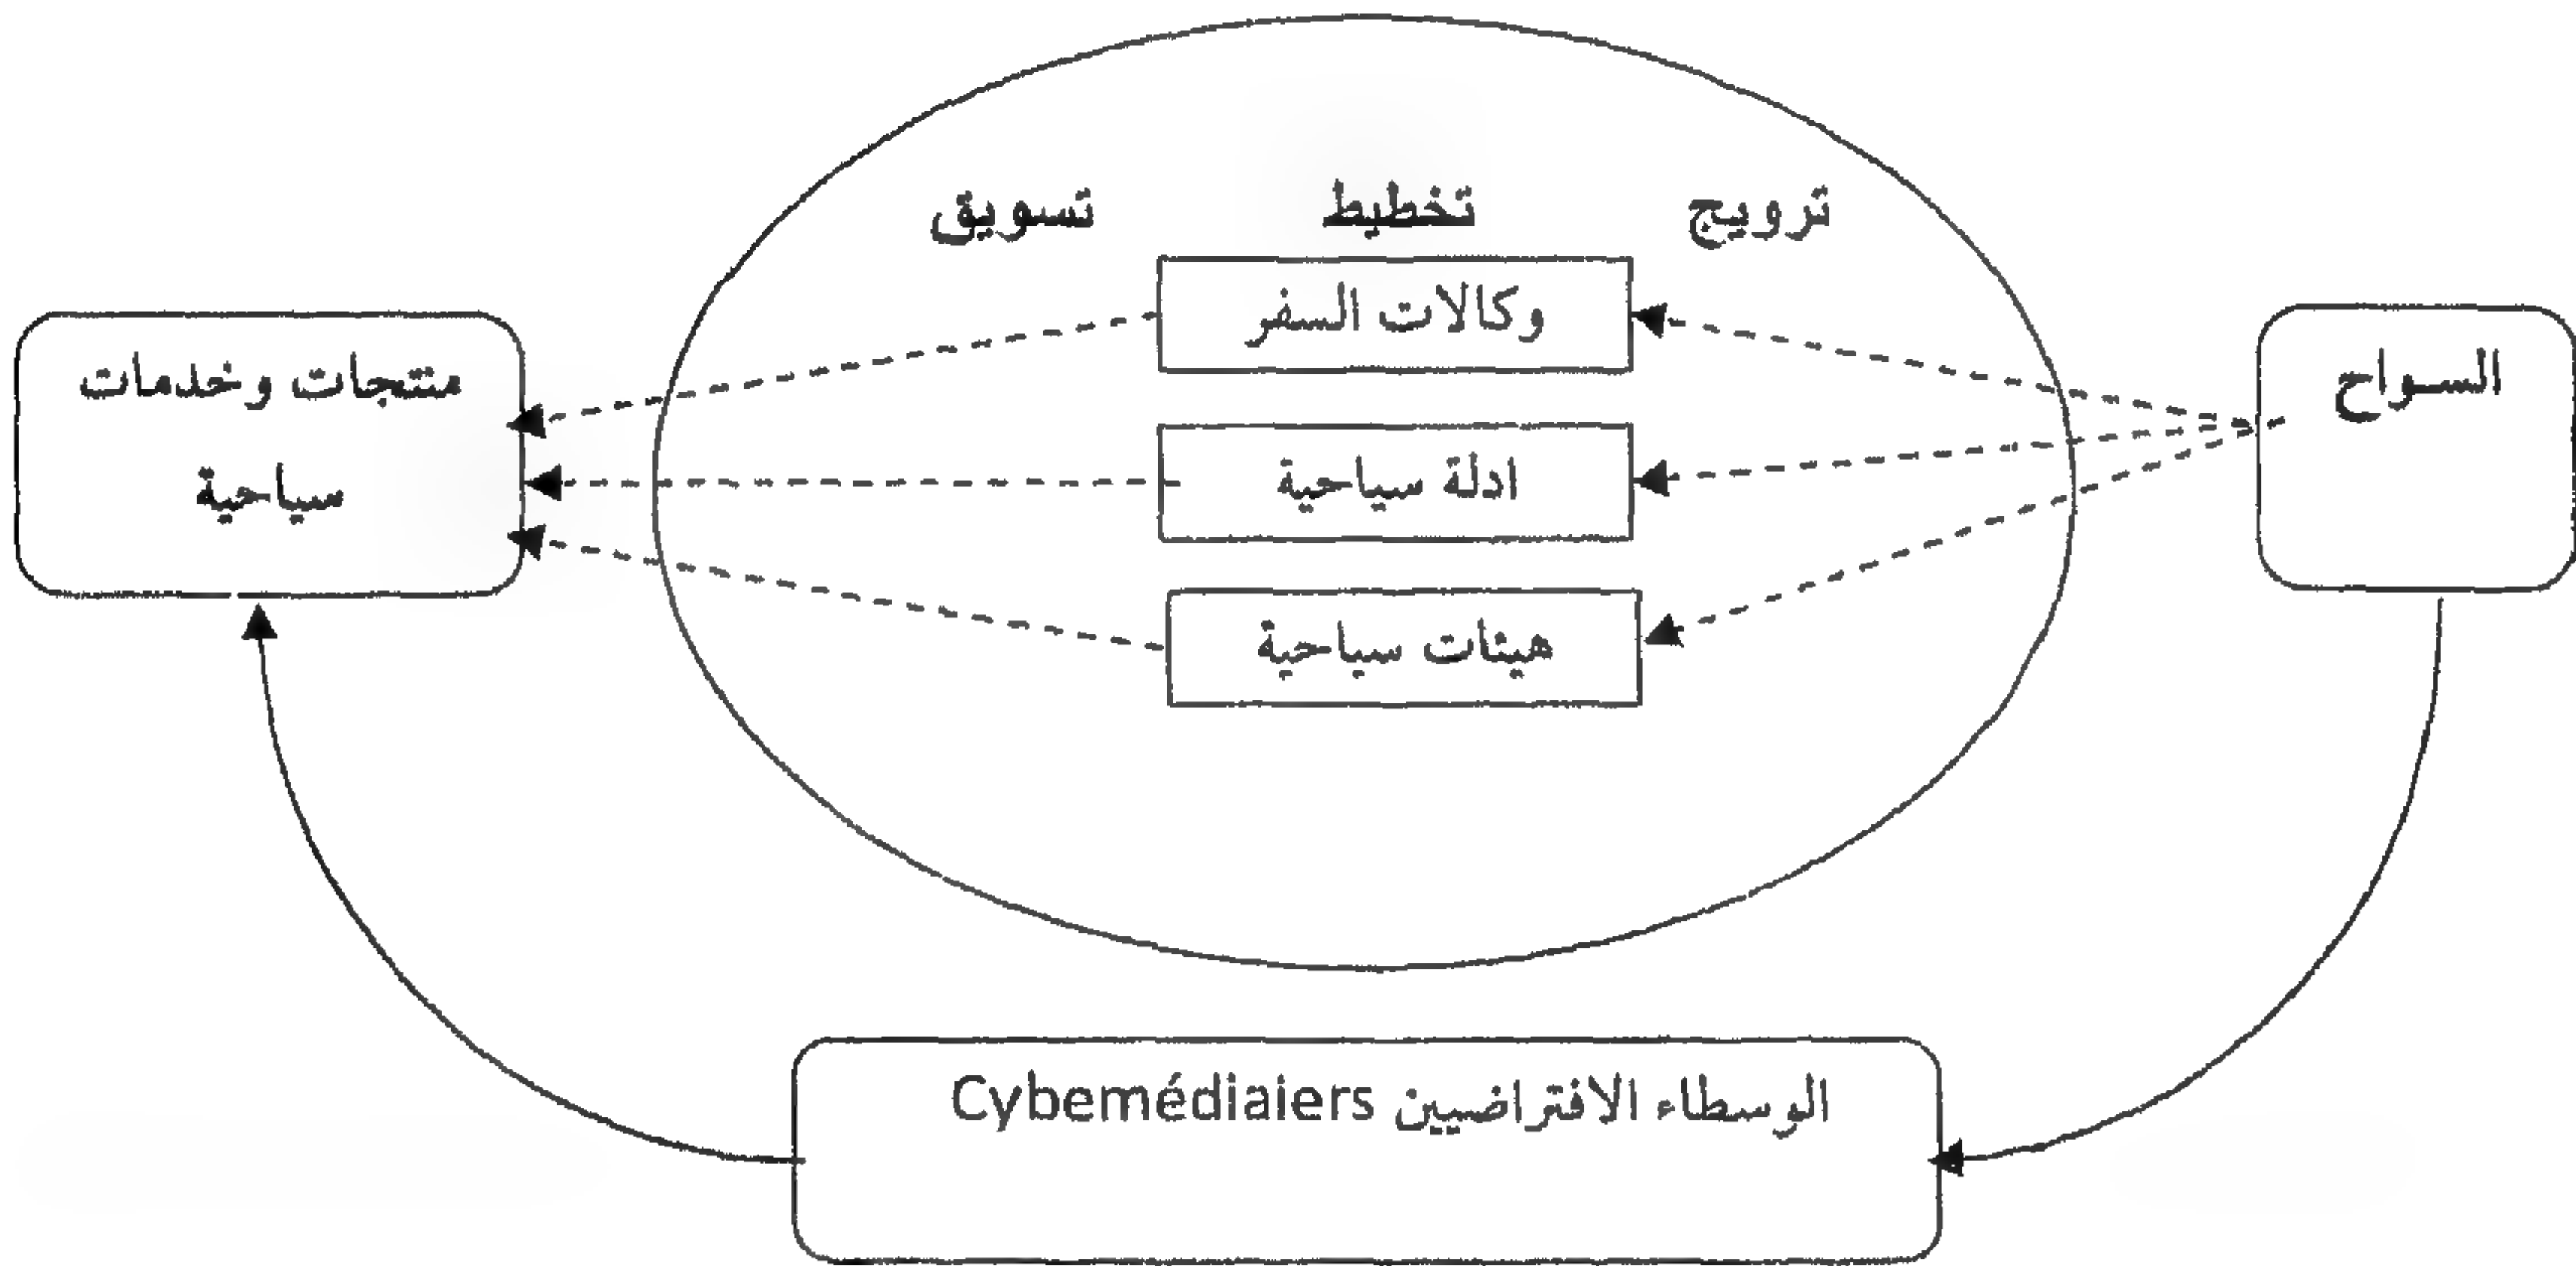 ترويج
تخطيط
تسويق
وكالات السفر
السواح
منتجات وخدمات
سياحية
ادلة سياحية
هيئات سياحية
الوسطاء الافتراضيين Cybemédiaiers